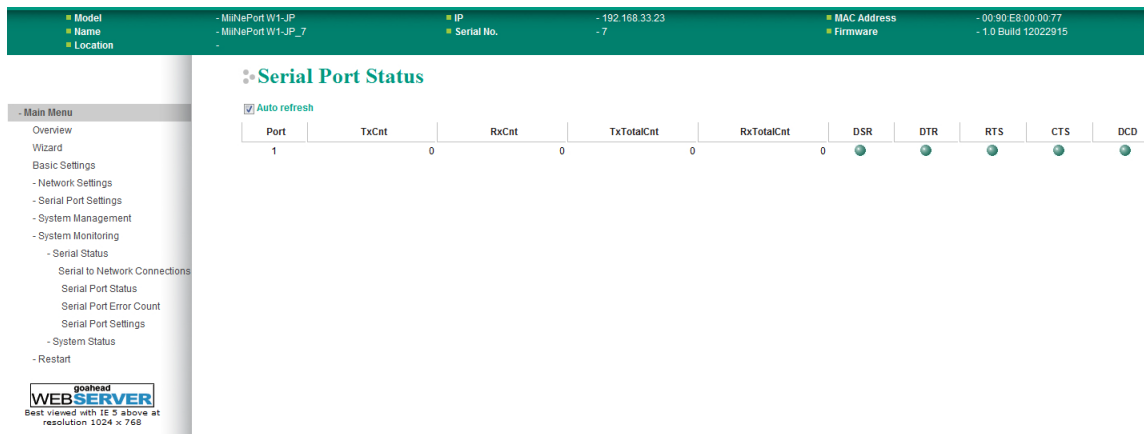 Model - MiiNePort W1-JP IP - 192.168.33.23 MAC Address - 00:90:E8:00:00:77
Name - MiiNePort W1-JP_7 Serial No. - 7 Firmware - 1.0 Build 12022915
Location -
Serial Port Status
Auto refresh
Port TxCnt RxCnt TxTotalCnt RxTotalCnt DSR DTR RTS CTS DCD
1 0 0 0 0
- Main Menu
Overview
Wizard
Basic Settings
- Network Settings
- Serial Port Settings
- System Management
- System Monitoring
- Serial Status
Serial to Network Connections
Serial Port Status
Serial Port Error Count
Serial Port Settings
- System Status
- Restart
goahead
WEBSERVER
Best viewed with IE 5 above at
resolution 1024 x 768